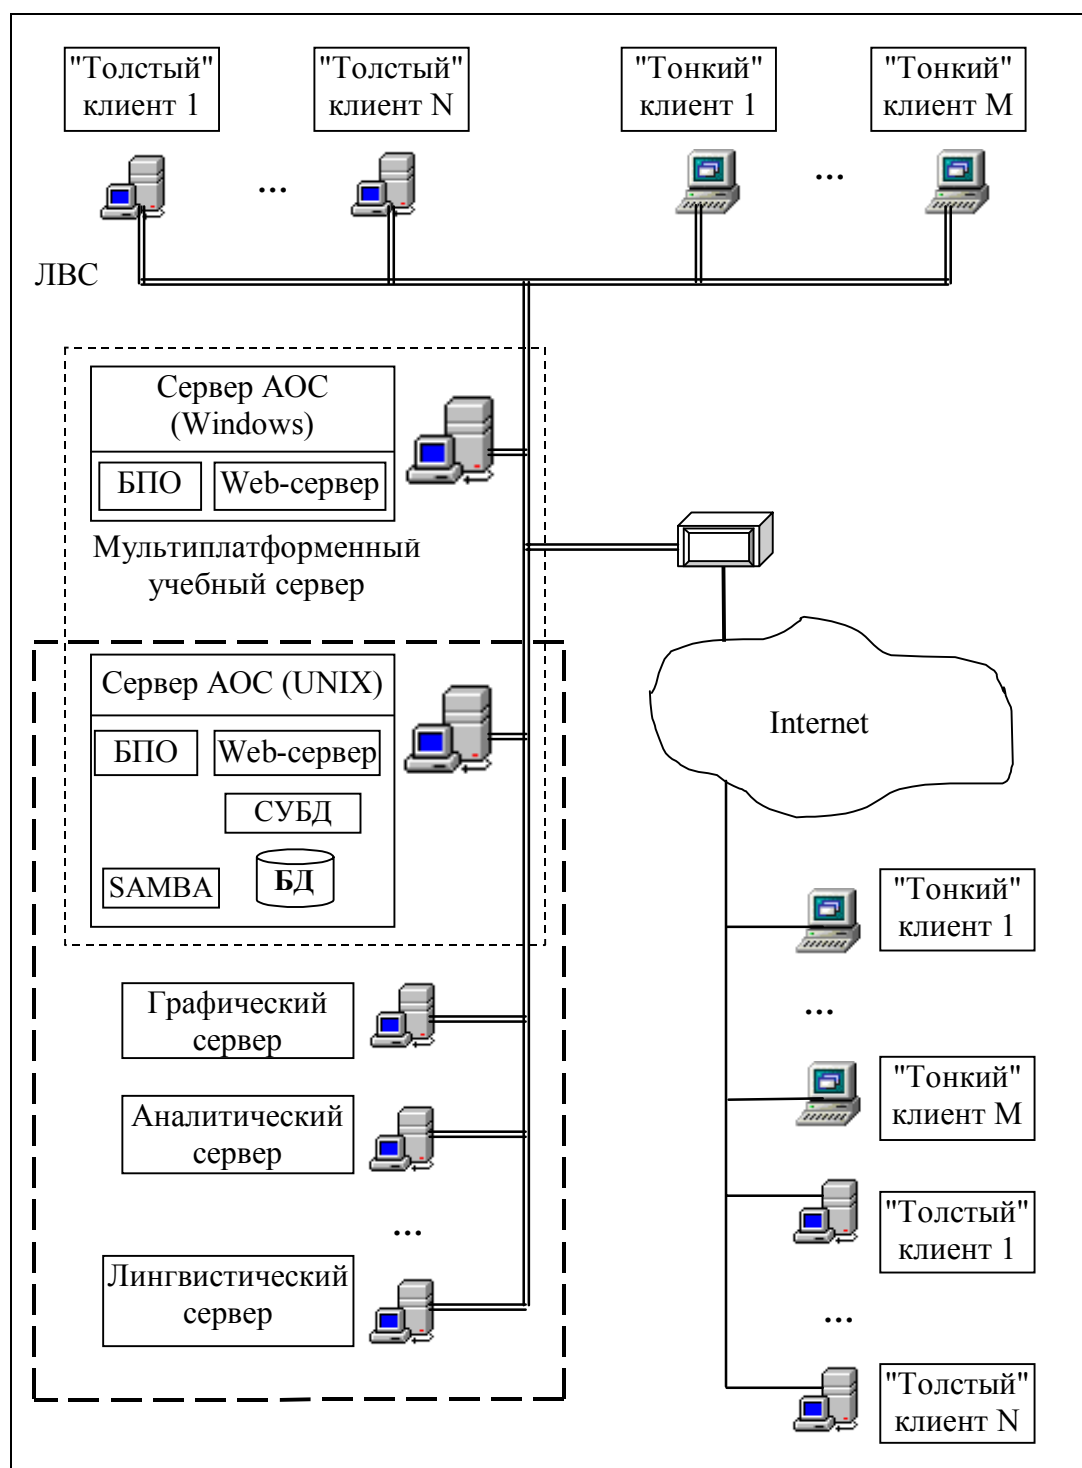 "Толстый"
клиент 1
"Толстый"
клиент N
"Тонкий"
клиент 1
"Тонкий"
клиент M
...
...
ЛВС
Сервер АОС
(Windows)
БПО
Web-сервер
Мультиплатформенный
учебный сервер
Сервер АОС (UNIX)
БПО
Web-сервер
СУБД
SAMBA
БД
Internet
Графический
сервер
Аналитический
сервер
...
Лингвистический
сервер
"Тонкий"
клиент 1
...
"Тонкий"
клиент M
"Толстый"
клиент 1
...
"Толстый"
клиент N